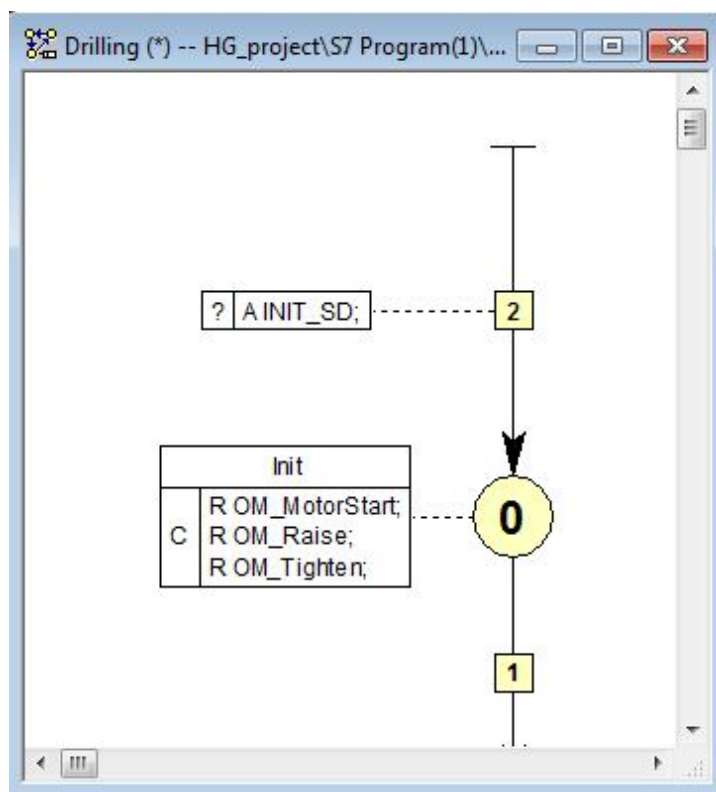 Drilling (*) -- HG_project\S7 Program(1)\...
? A INIT_SD;
2
Init
R OM_MotorStart;
C R OM_Raise;
R OM_Tighten;
0
1